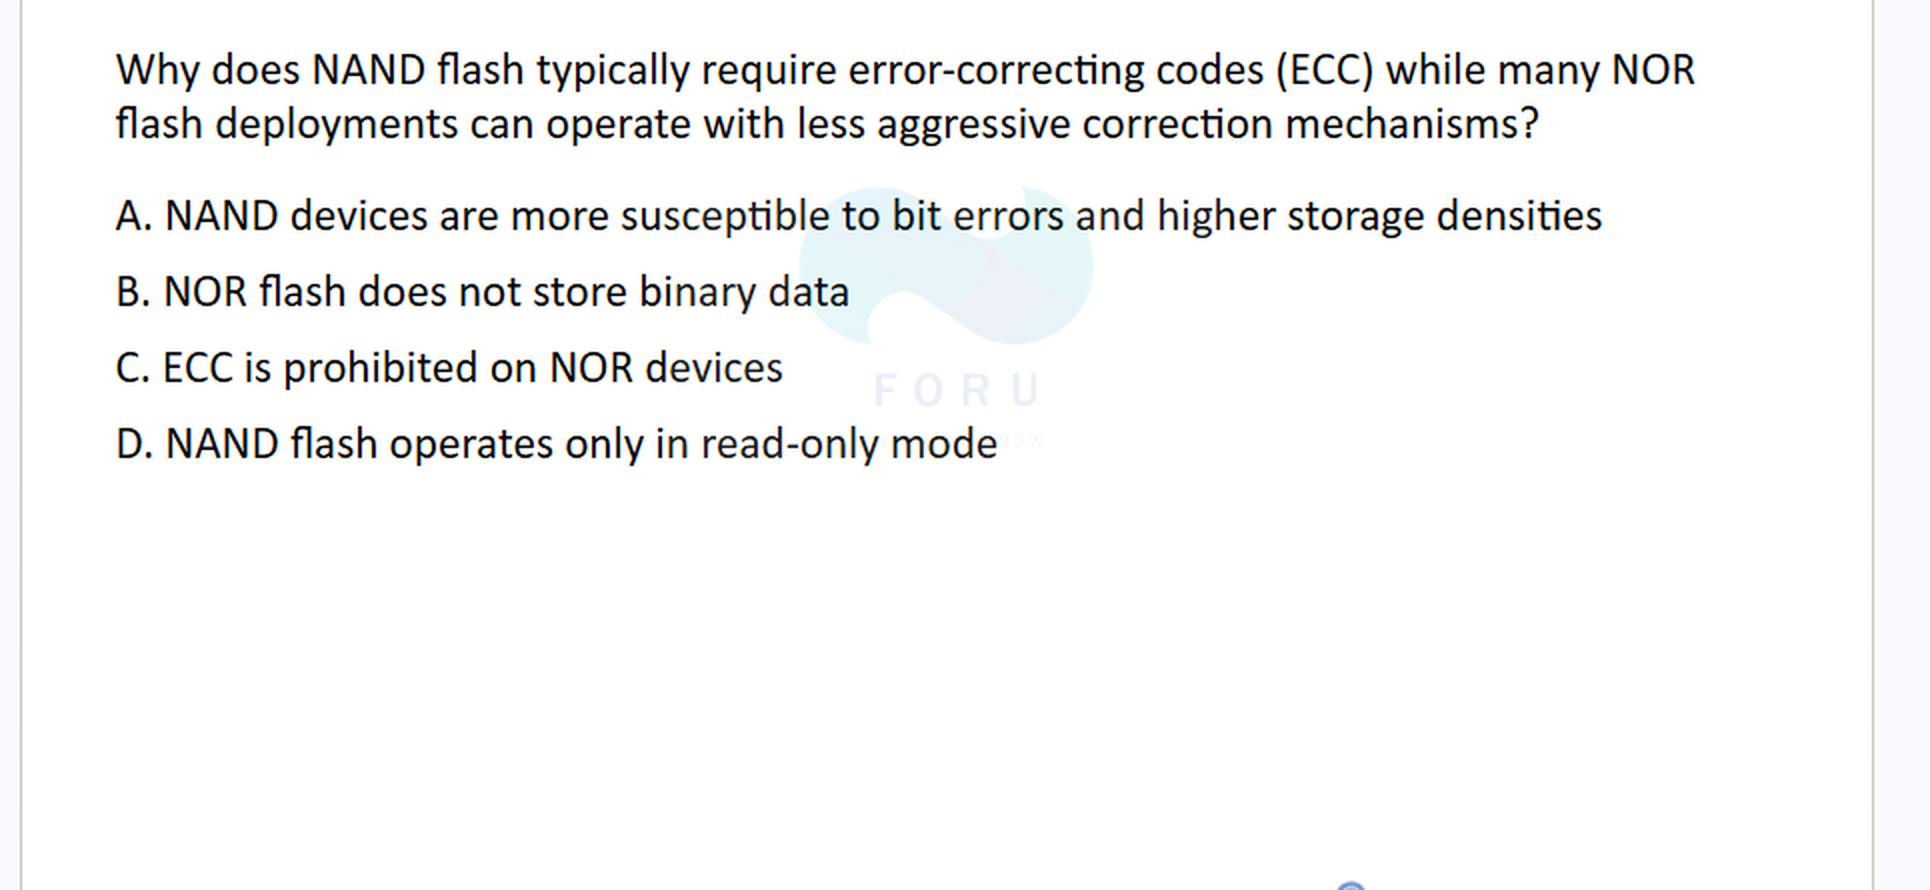 Why does NAND flash typically require error-correcting codes (ECC) while many NOR
flash deployments can operate with less aggressive correction mechanisms?
A. NAND devices are more susceptible to bit errors and higher storage densities
B. NOR flash does not store binary data
C. ECC is prohibited on NOR devices
FORU
D. NAND flash operates only in read-only mode
NOW